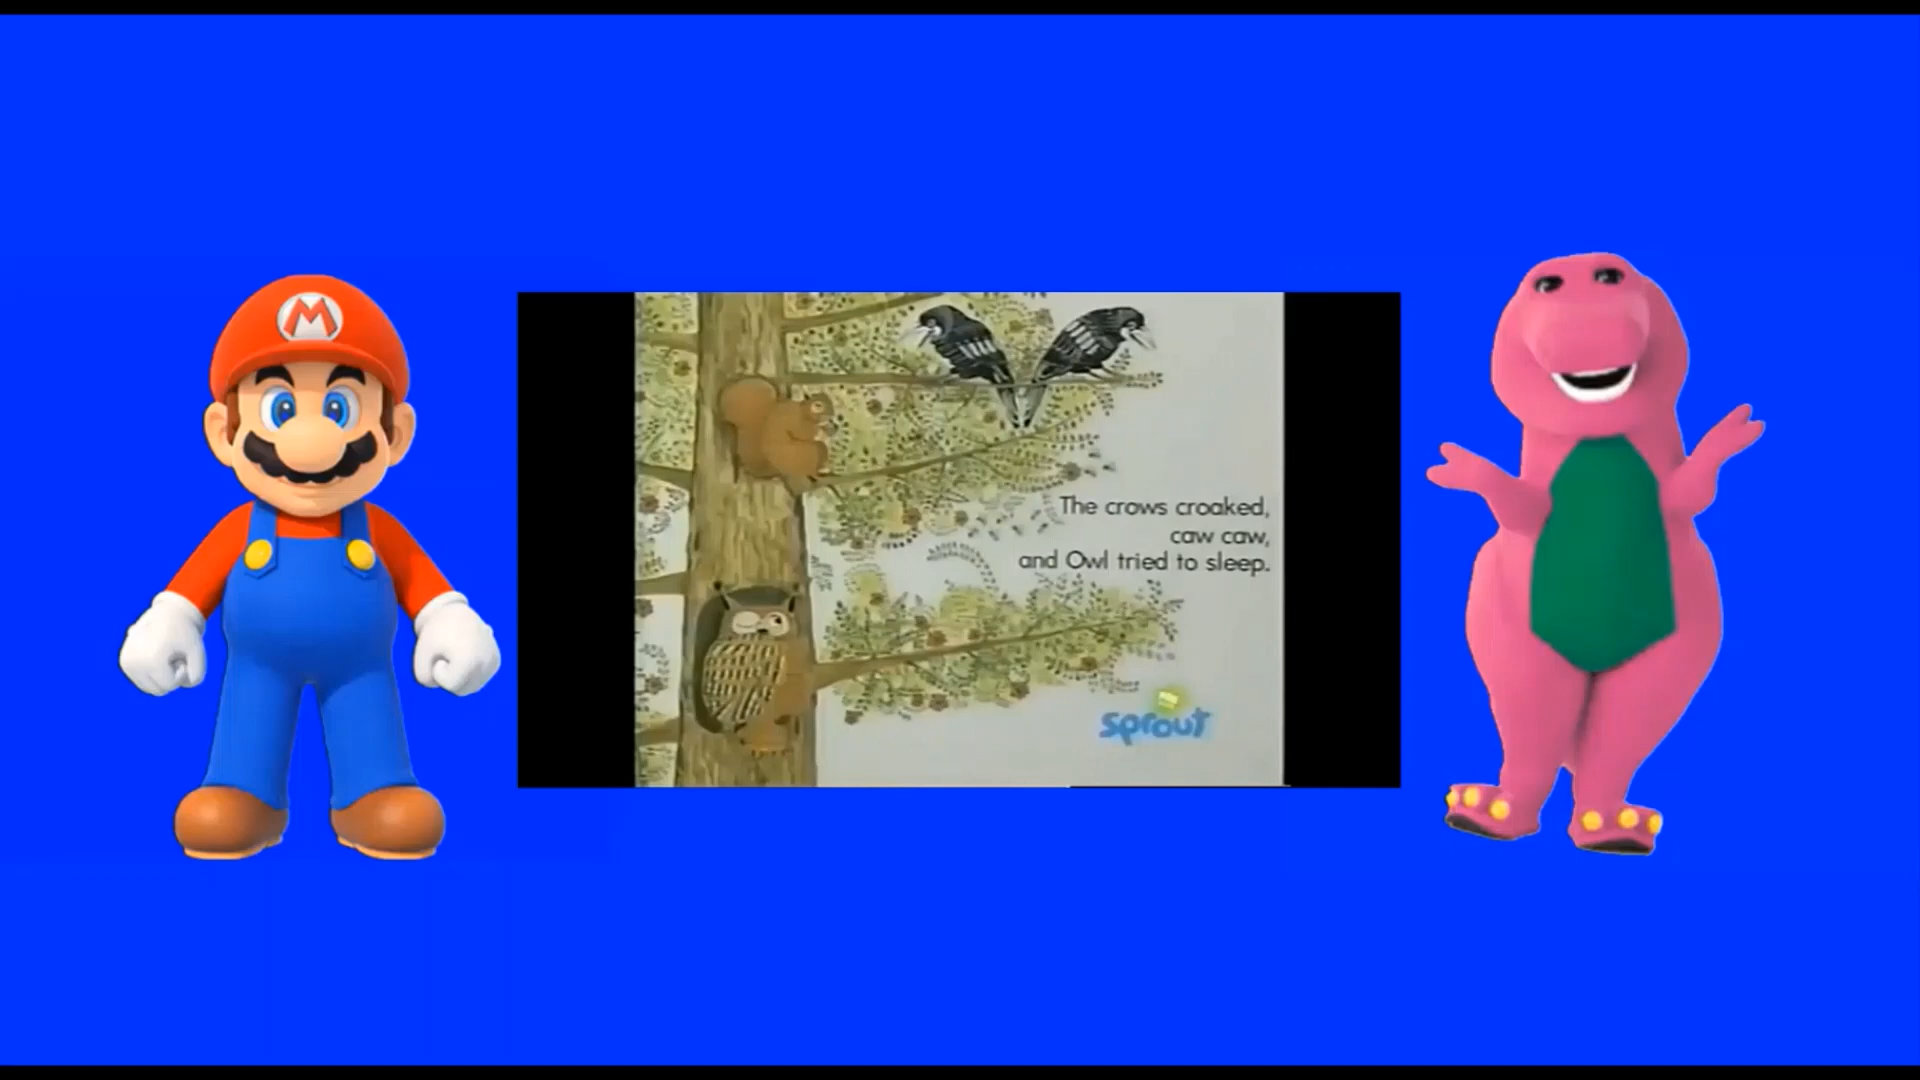 M
The crows croaked,
caw caw,
and Owl tried to sleep.
sprout